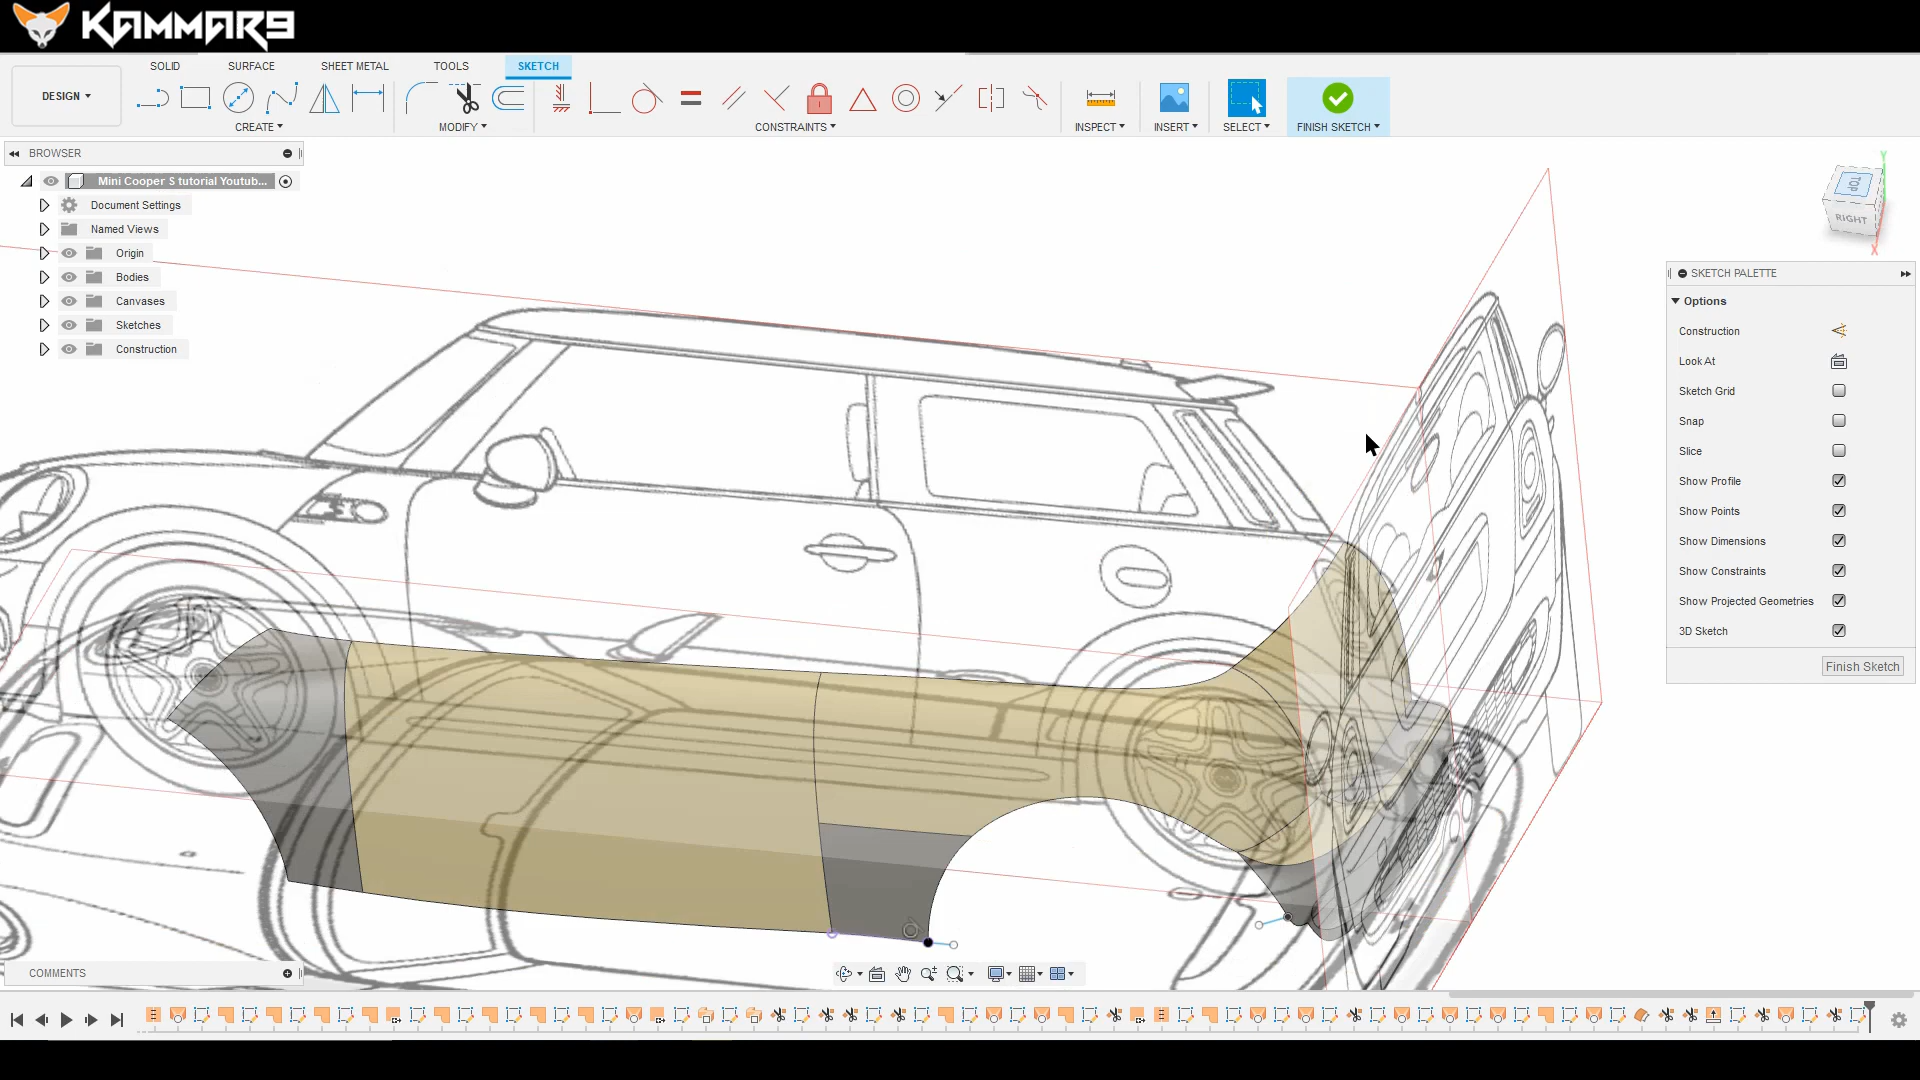 KAMMAR9
SOLID SURFACE SHEET METAL TOOLS SKETCH
DESIGN
CREATE MODIFY CONSTRAINTS INSPECT INSERT SELECT FINISH SKETCH
BROWSER
Mini Cooper S tutorial Youtub...
Document Settings
Named Views
Origin
Bodies
Canvases
Sketches
Construction
TOP
RIGHT
Y
X
SKETCH PALETTE
Options
Construction
Look At
Sketch Grid
Snap
Slice
Show Profile
Show Points
Show Dimensions
Show Constraints
Show Projected Geometries
3D Sketch
Finish Sketch
COMMENTS